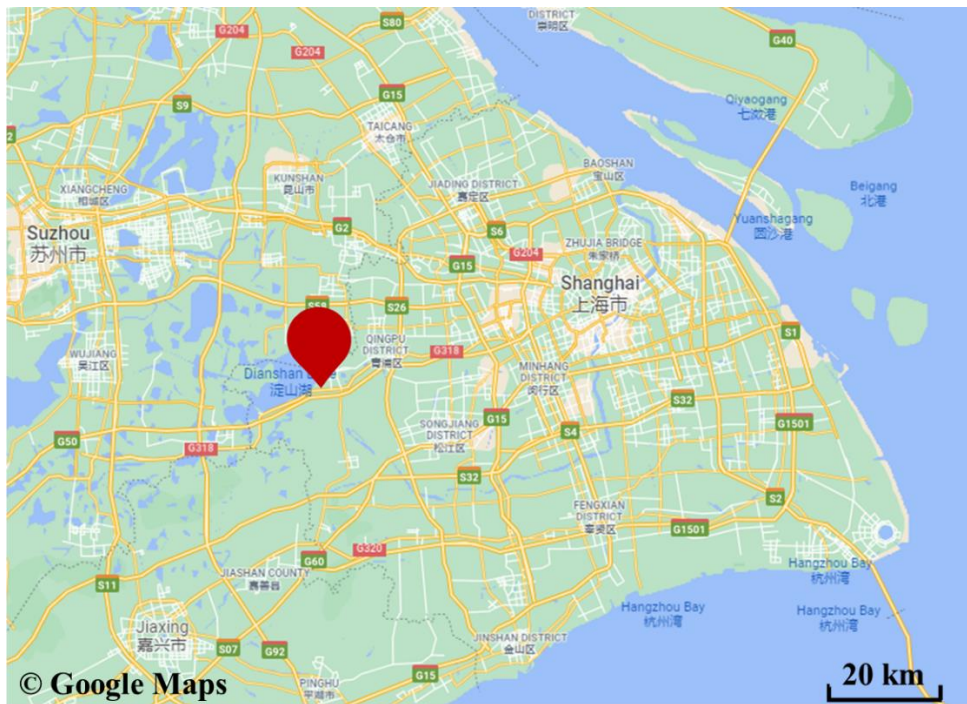 DISTRICT
崇明区
S80
G204
G40
G204
G15
S9
Qiyaogang
七滧港
TAICANG
太仓市
BAOSHAN
宝山区
KUNSHAN
昆山市
JIADING DISTRICT
嘉定区
XIANGCHENG
相城区
Beigang
北港
Suzhou
苏州市
G2
S6
Yuanshagang
圆沙港
ZHUJIA BRIDGE
朱家桥
G204
G15
Shanghai
上海市
S58
S26
S1
QINGPU
DISTRICT
青浦区
G318
WUJIANG
吴江区
Dianshan
淀山湖
MINHANG
DISTRICT
闵行区
S32
G15
G1501
SONGJIANG
DISTRICT
松江区
S4
G50
G318
S32
S2
FENGXIAN
DISTRICT
奉贤区
G1501
G320
G60
S11
JIASHAN COUNTY
嘉善县
Hangzhou Bay
杭州湾
Hangzhou Bay
杭州湾
Hangzhou Bay
杭州湾
Jiaxing
嘉兴市
JINSHAN DISTRICT
金山区
S07
G92
G15
PINGHU
平湖市
© Google Maps
20 km